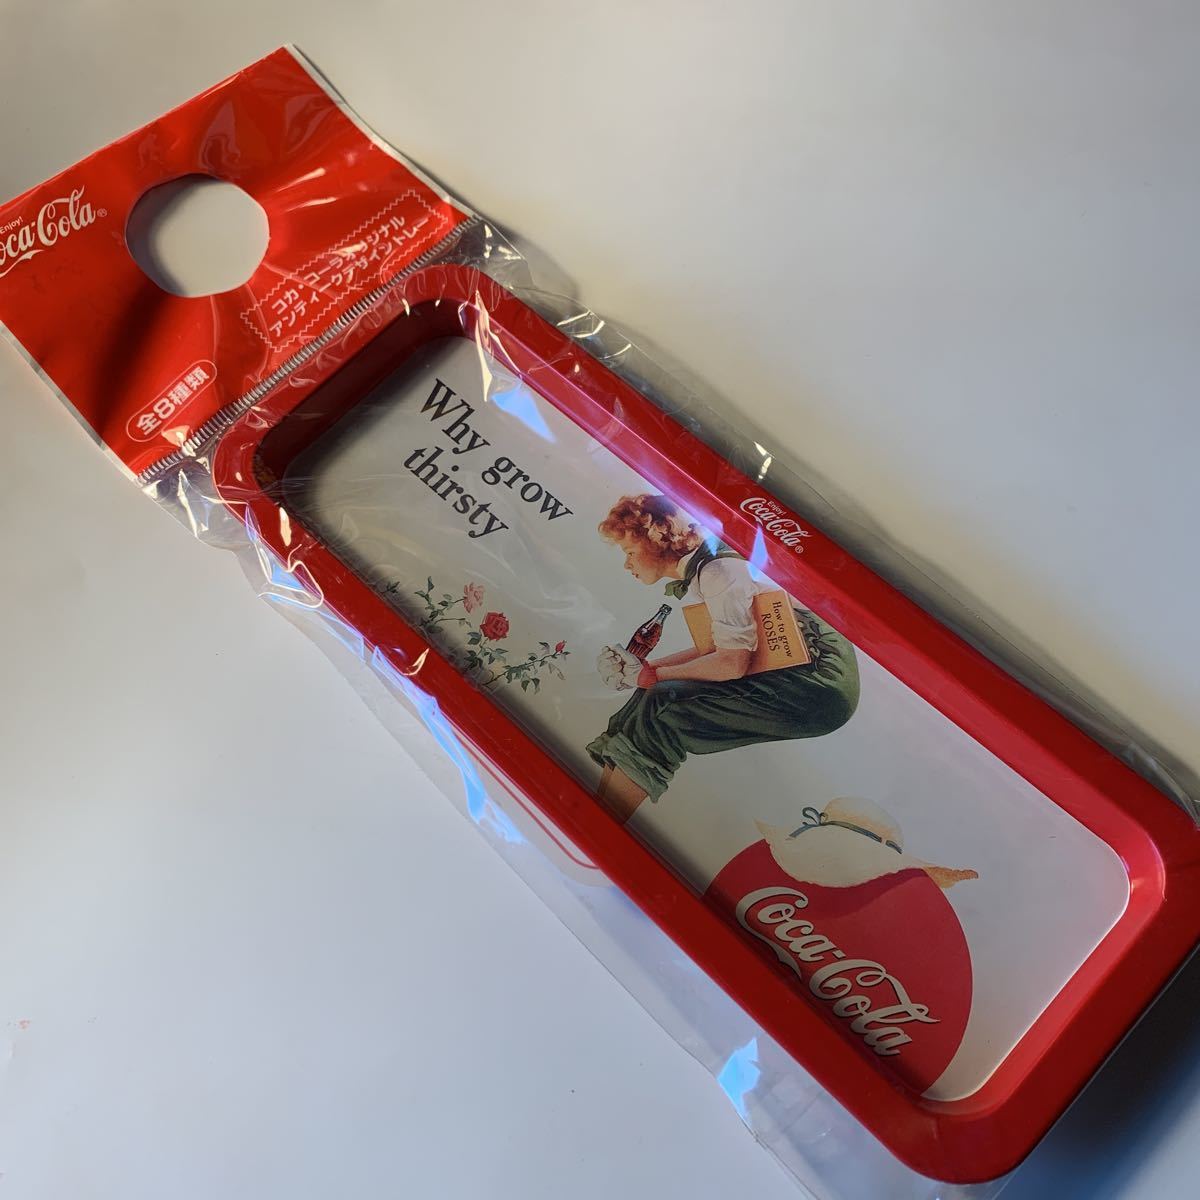 Enjoy!
Coca-Cola®
コカ・コーラオリジナル
アンティークデザイントレー
全8種類
Why grow
thirsty
Enjoy!
Coca-Cola®
How to grow
ROSES
Coca-Cola